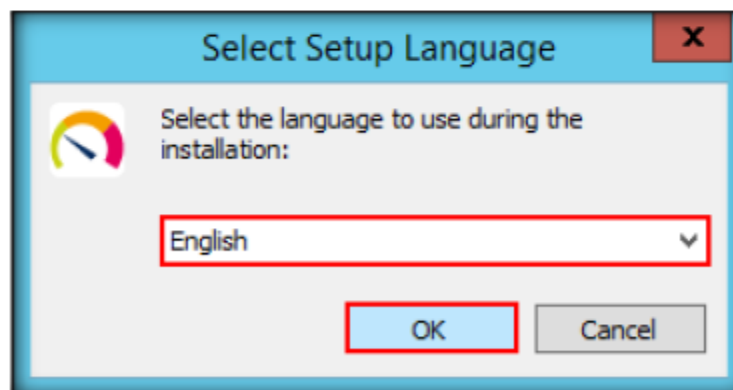 Select Setup Language
Select the language to use during the
installation:
English
OK
Cancel